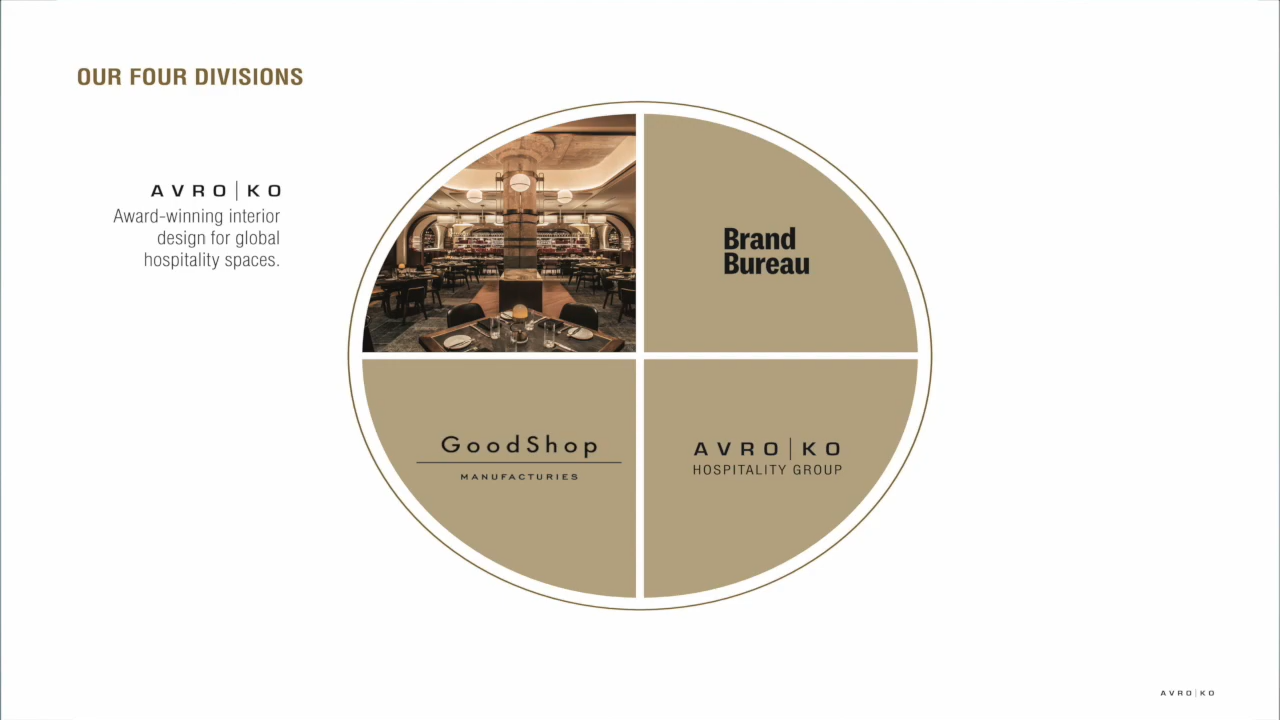 OUR FOUR DIVISIONS
AVRO|KO
Award-winning interior
design for global
hospitality spaces.
Brand
Bureau
GoodShop
MANUFACTURIES
AVRO|KO
HOSPITALITY GROUP
AVRO|KO